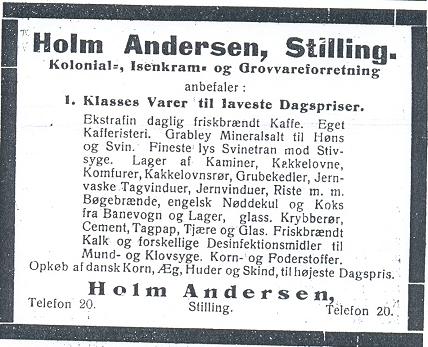 Holm Andersen, Stilling.
Kolonial-, Isenkram- og Grovvareforretning
anbefaler :
1. Klasses Varer til laveste Dagspriser.
Ekstrafin daglig friskbrændt Kaffe. Eget
Kafferisteri. Grabley Mineralsalt til Høns
og Svin. Fineste lys Svinetran mod Stiv-
syge. Lager af Kaminer, Kakkelovne,
Komfurer, Kakkelovnsrør, Grubekedler, Jern-
vaske Tagvinduer, Jernvinduer, Riste m. m.
Bøgebrænde, engelsk Nøddekul og Koks
fra Banevogn og Lager, glass. Krybberør,
Cement, Tagpap, Tjære og Glas. Friskbrændt
Kalk og forskellige Desinfektionsmidler til
Mund- og Klovsyge. Korn- og Poderstoffer.
Opkøb af dansk Korn, Æg, Huder og Skind, til højeste Dagspris.
Holm Andersen,
Telefon 20. Stilling. Telefon 20.